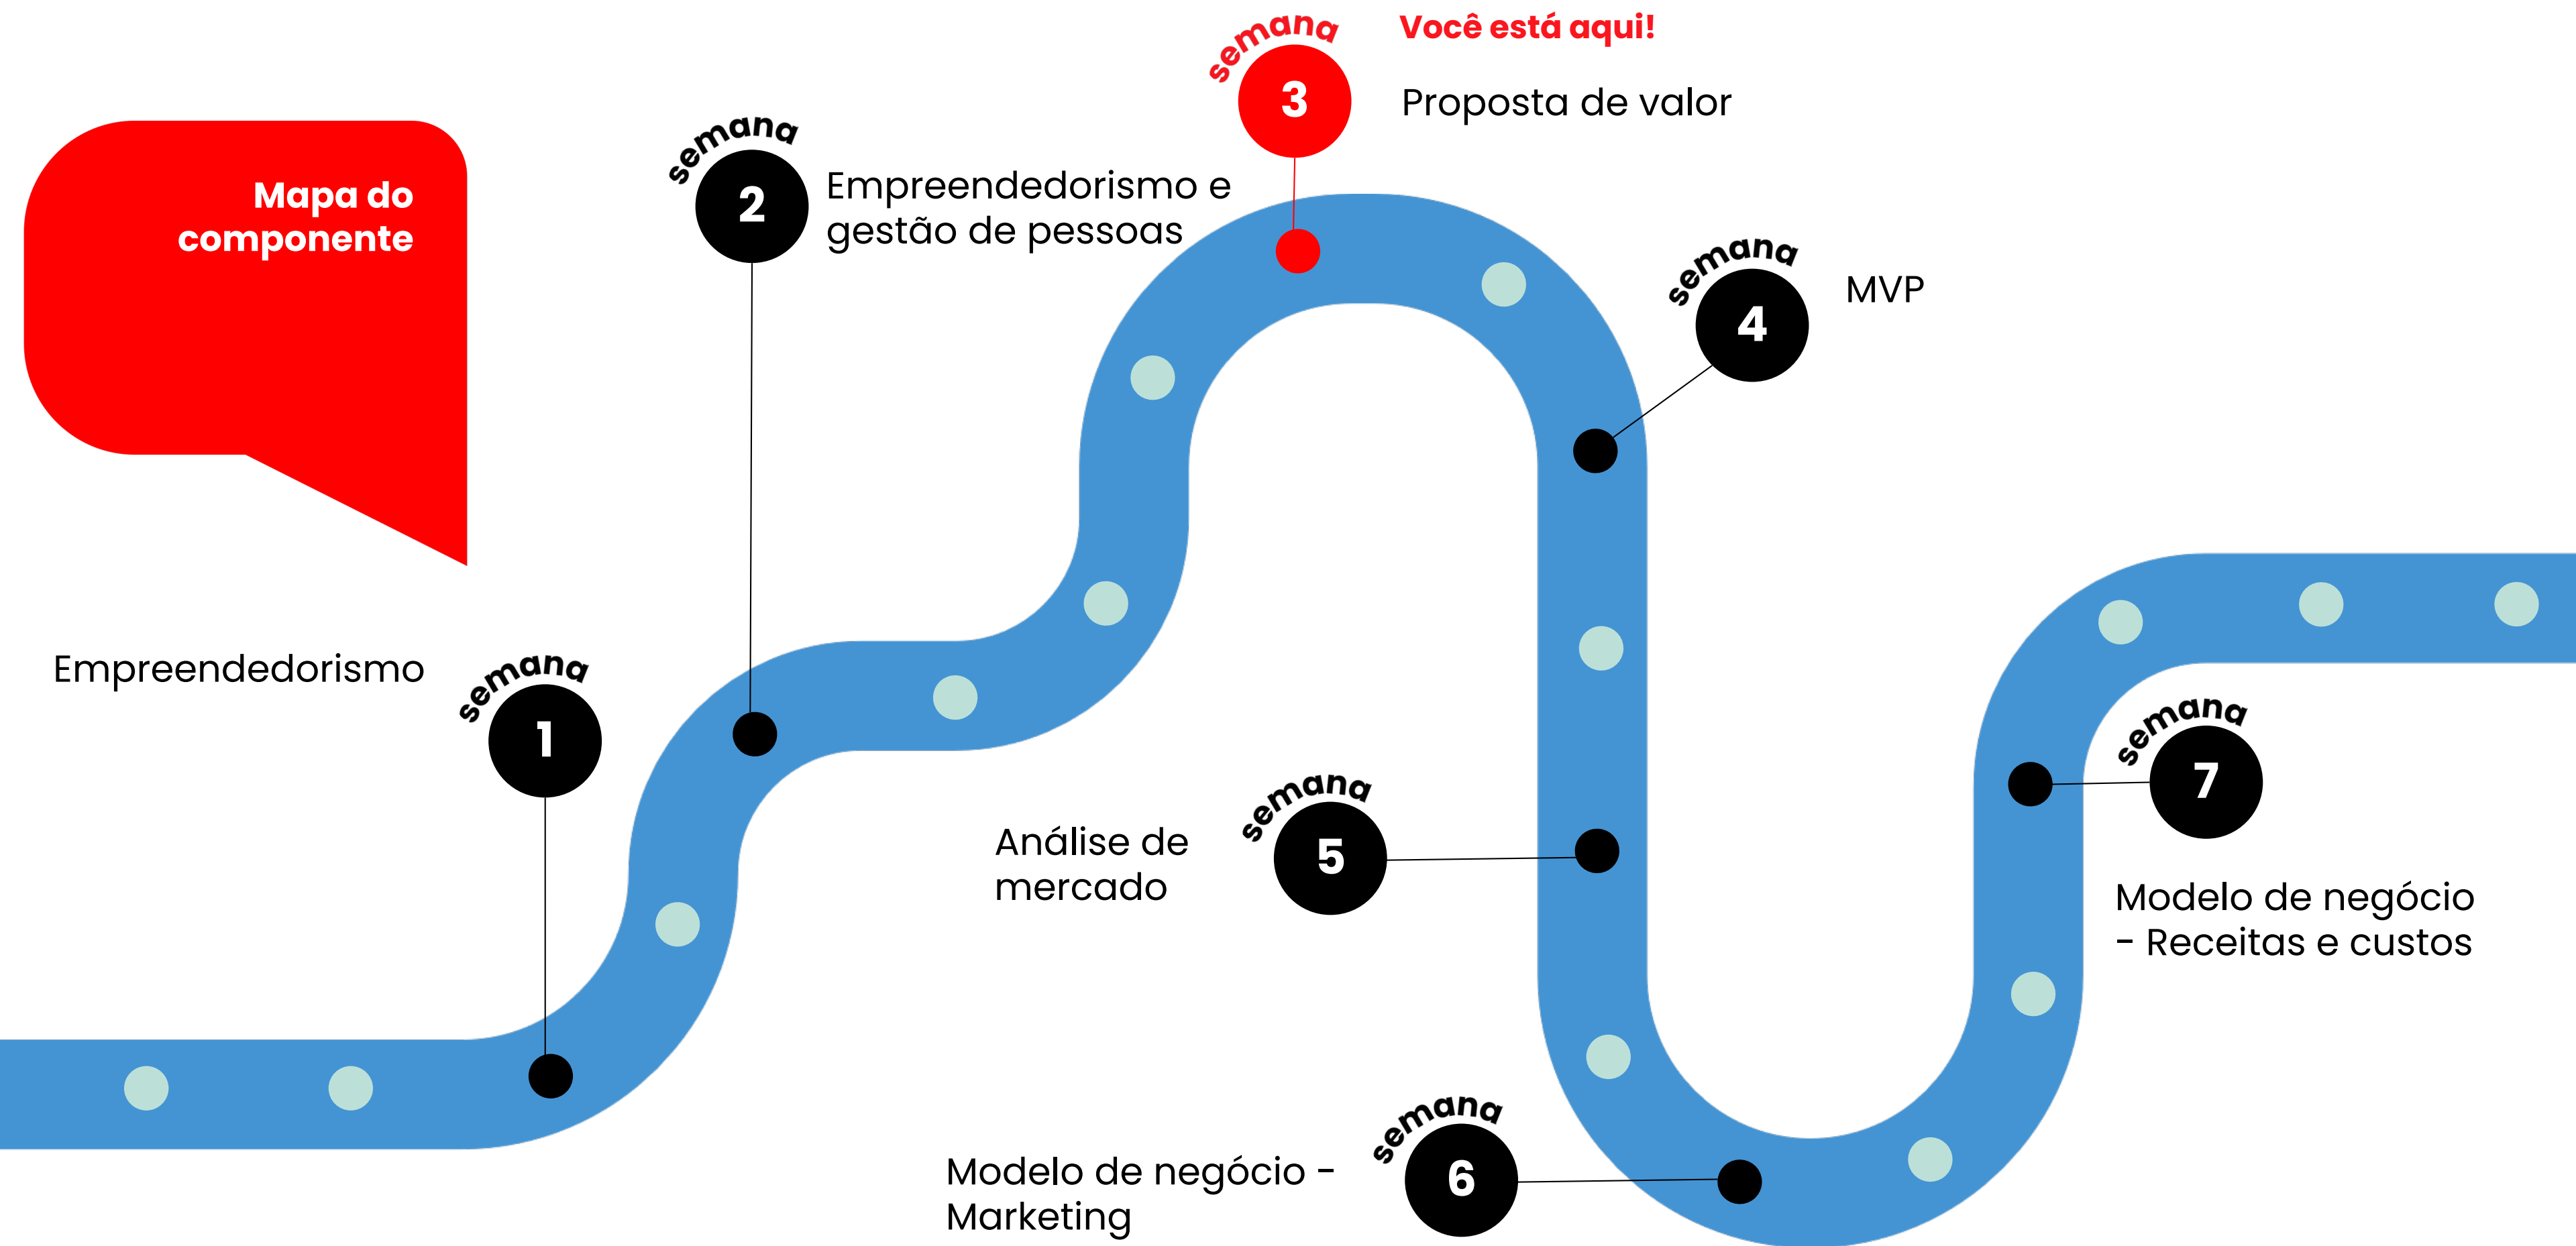 Mapa do
componente
Empreendedorismo
semana
1
semana
2
Empreendedorismo e
gestão de pessoas
semana
3
Você está aqui!
Proposta de valor
semana
4
MVP
Análise de
mercado
semana
5
Modelo de negócio -
Marketing
semana
6
semana
7
Modelo de negócio
- Receitas e custos